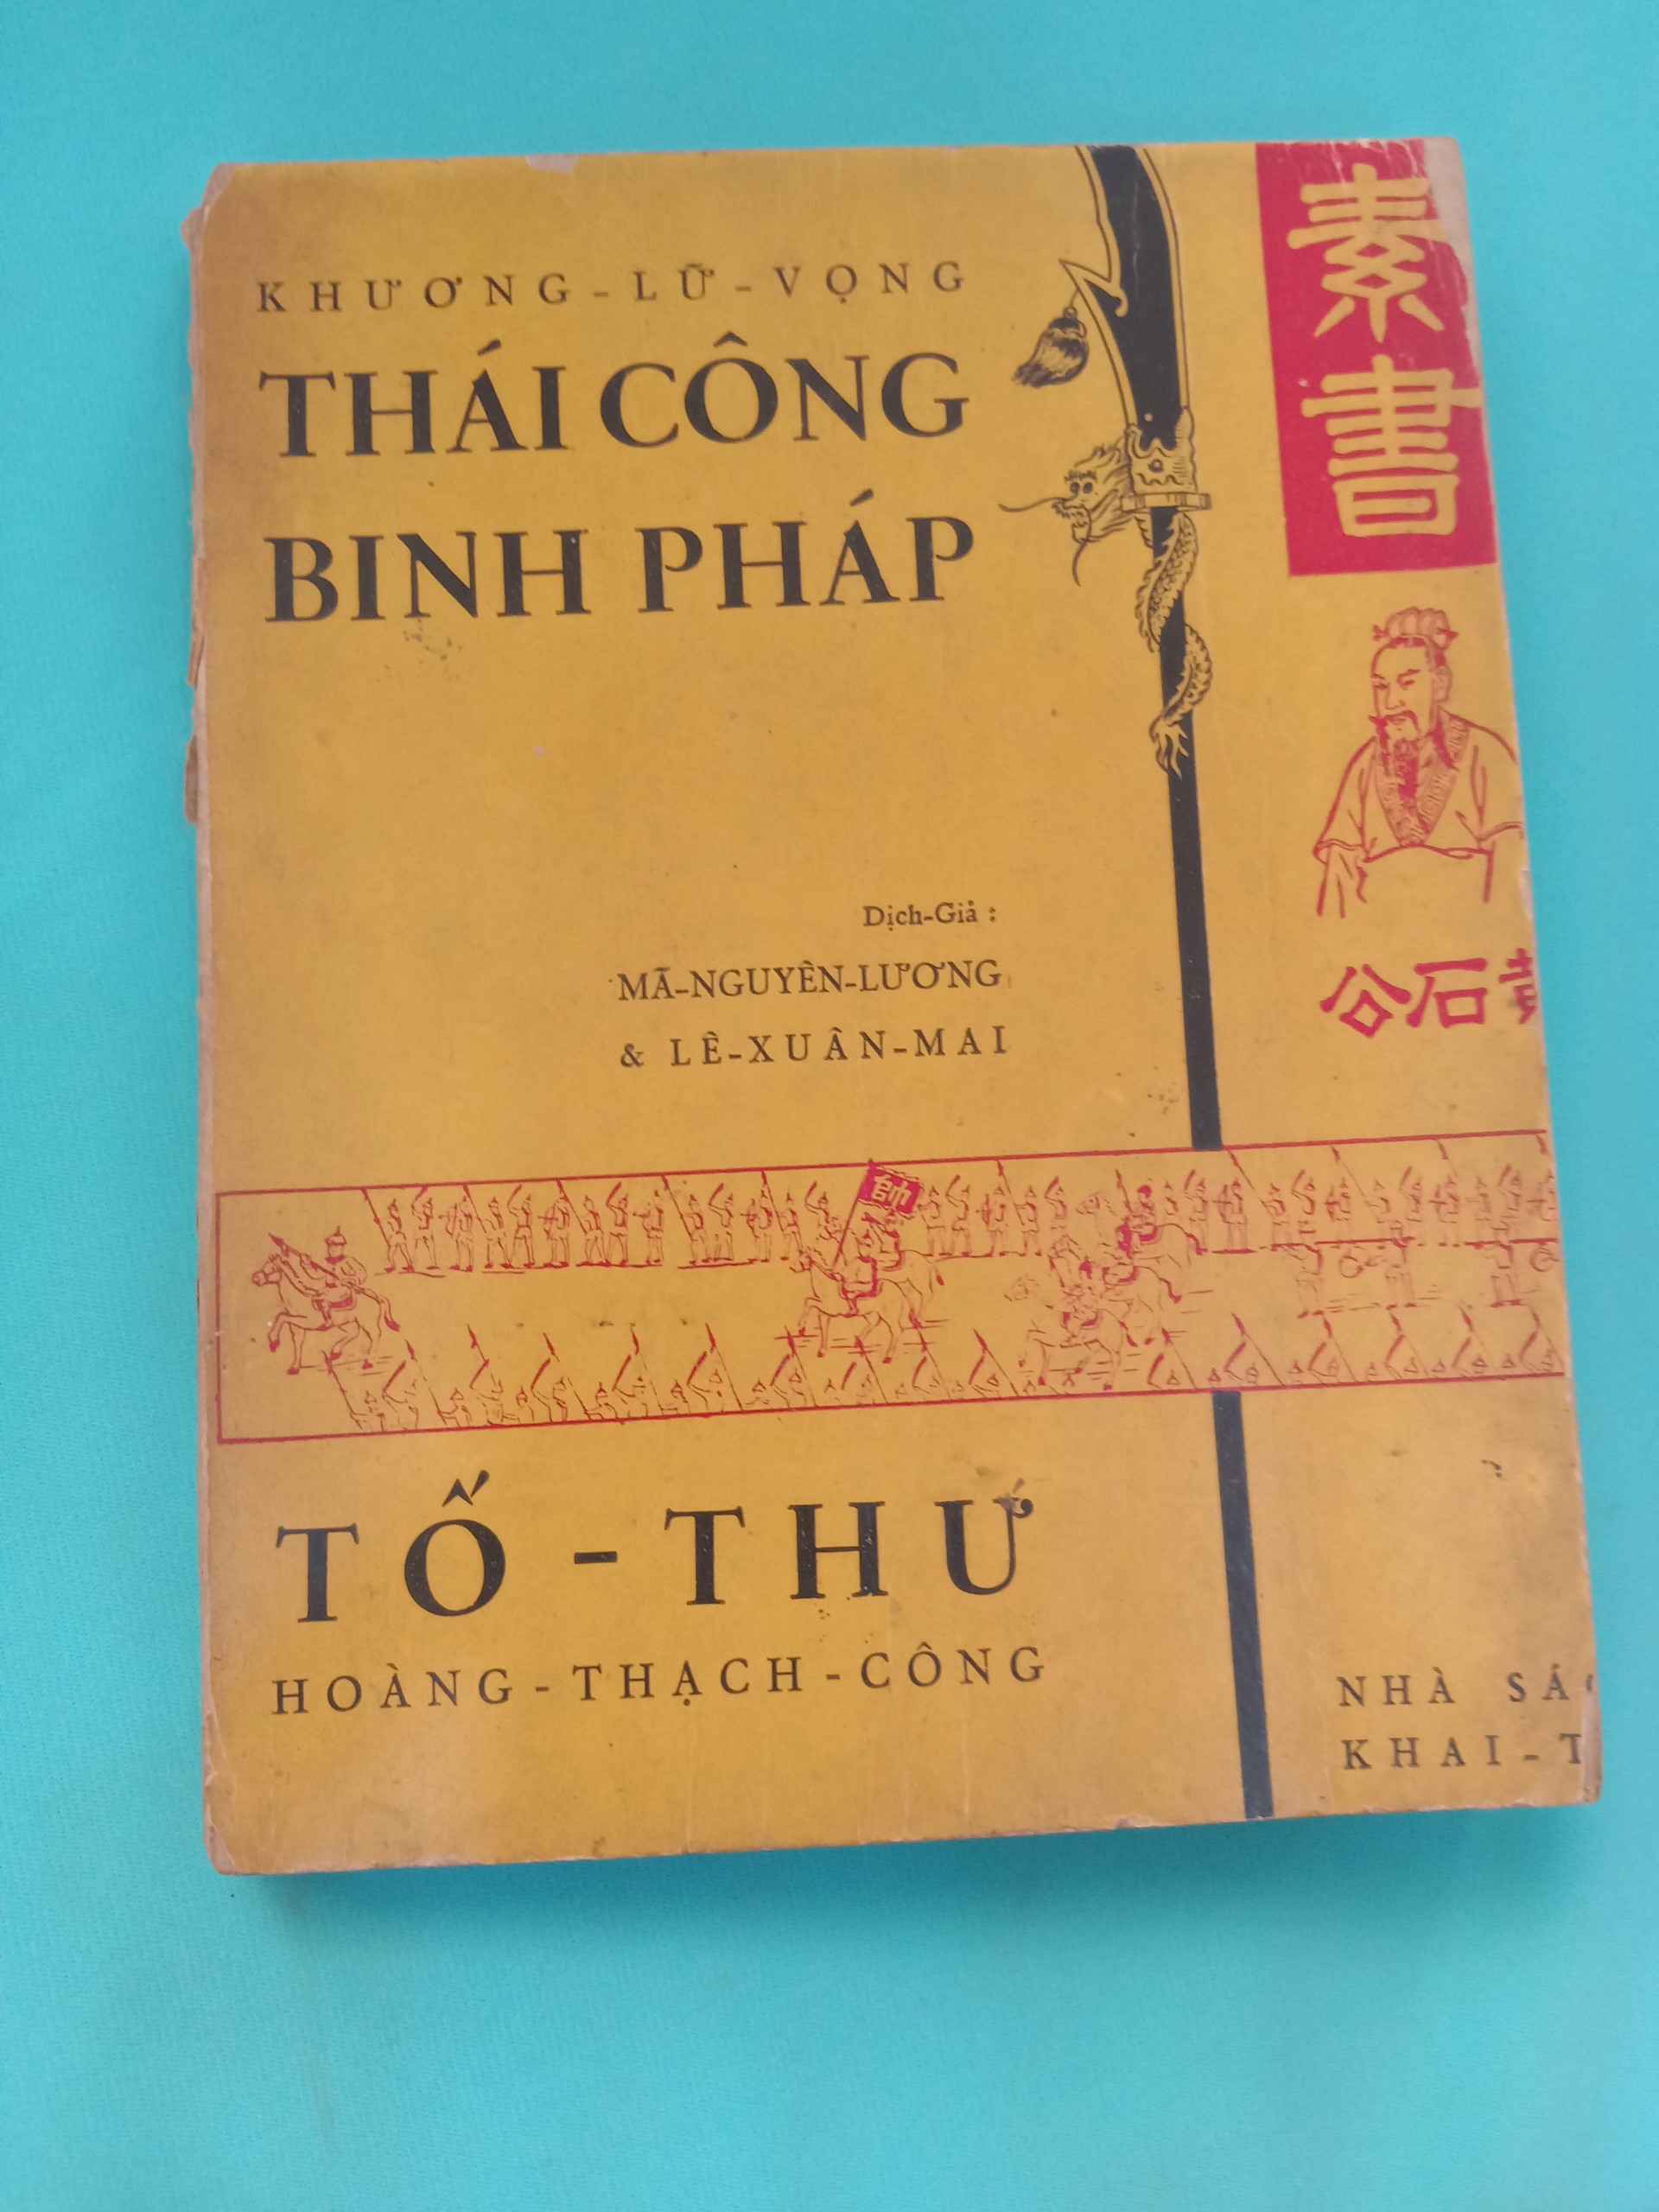 KHƯƠNG-LỮ-VỌNG
THÁI CÔNG
BINH PHÁP
素書
Dịch-Giả :
MÃ-NGUYÊN-LƯƠNG
& LÊ-XUÂN-MAI
公石黃
帥
TỐ-THƯ
HOÀNG-THẠCH-CÔNG
NHÀ SÁ
KHAI-T